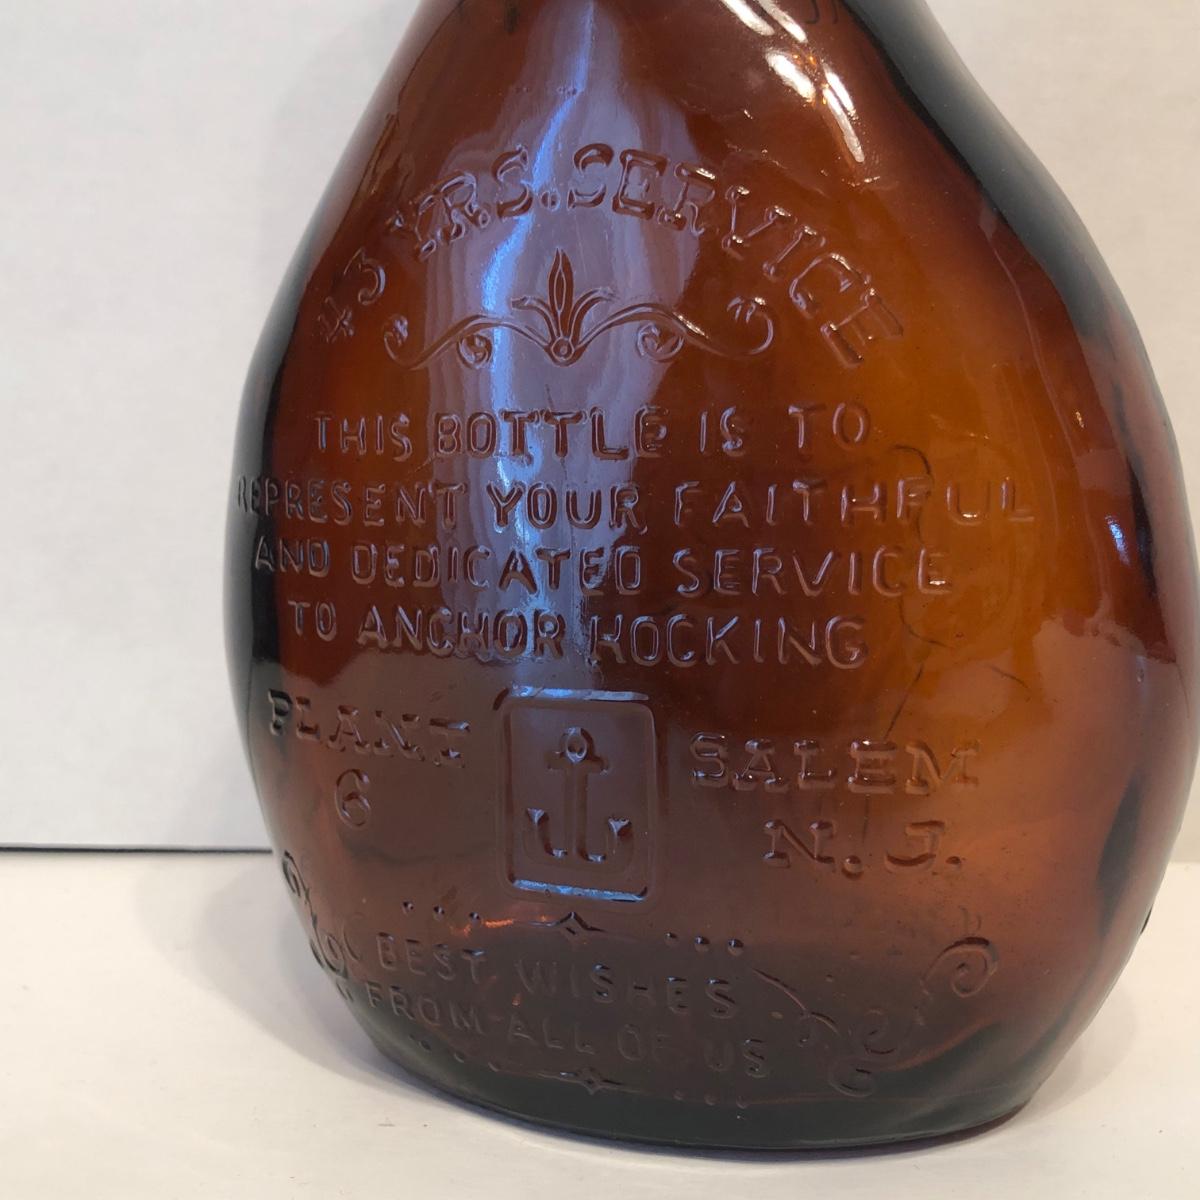 43 YRS. SERVICE
THIS BOTTLE IS TO
REPRESENT YOUR FAITHFUL
AND DEDICATED SERVICE
TO ANCHOR HOCKING
PLANT
6
SALEM
N. J.
BEST WISHES
FROM ALL OF US